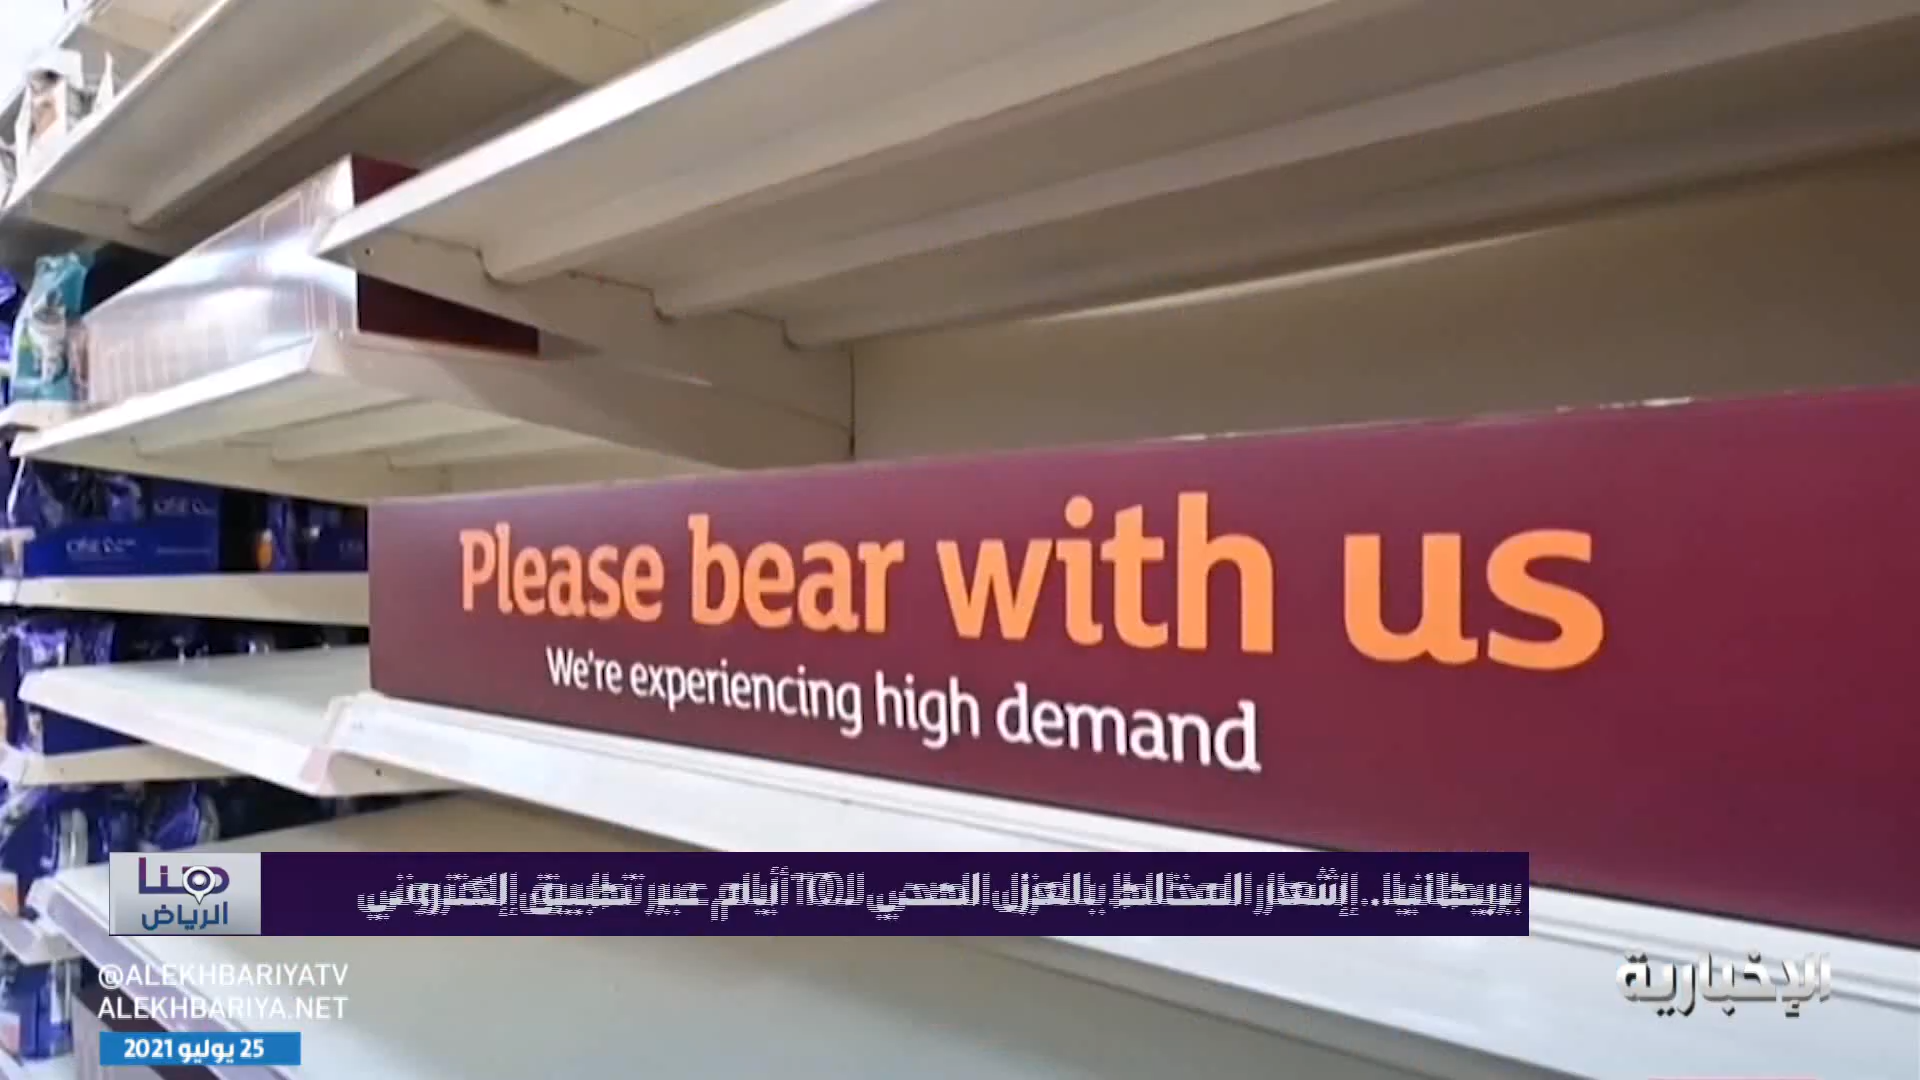 Please bear with us
We're experiencing high demand
هنا
الرياض
بريطانيا.. إشعار المخالط بالعزل الصحي لـ10 أيام عبر تطبيق إلكتروني
@ALEKHBARIYATV
ALEKHBARIYA.NET
25 يوليو 2021
الإخبارية